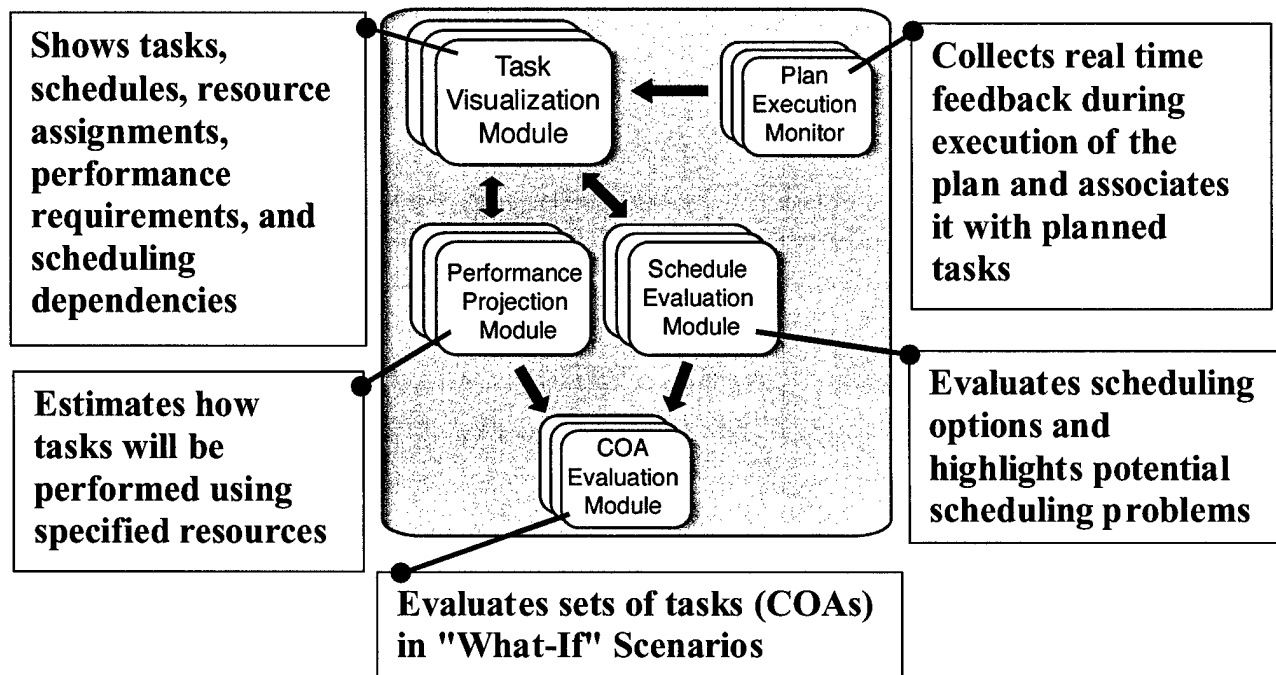 Shows tasks,
schedules, resource
assignments,
performance
requirements, and
scheduling
dependencies
Task
Visualization
Module
Plan
Execution
Monitor
Collects real time
feedback during
execution of the
plan and associates
it with planned
tasks
Performance
Projection
Module
Schedule
Evaluation
Module
Estimates how
tasks will be
performed using
specified resources
COA
Evaluation
Module
Evaluates scheduling
options and
highlights potential
scheduling problems
Evaluates sets of tasks (COAs)
in "What-If" Scenarios